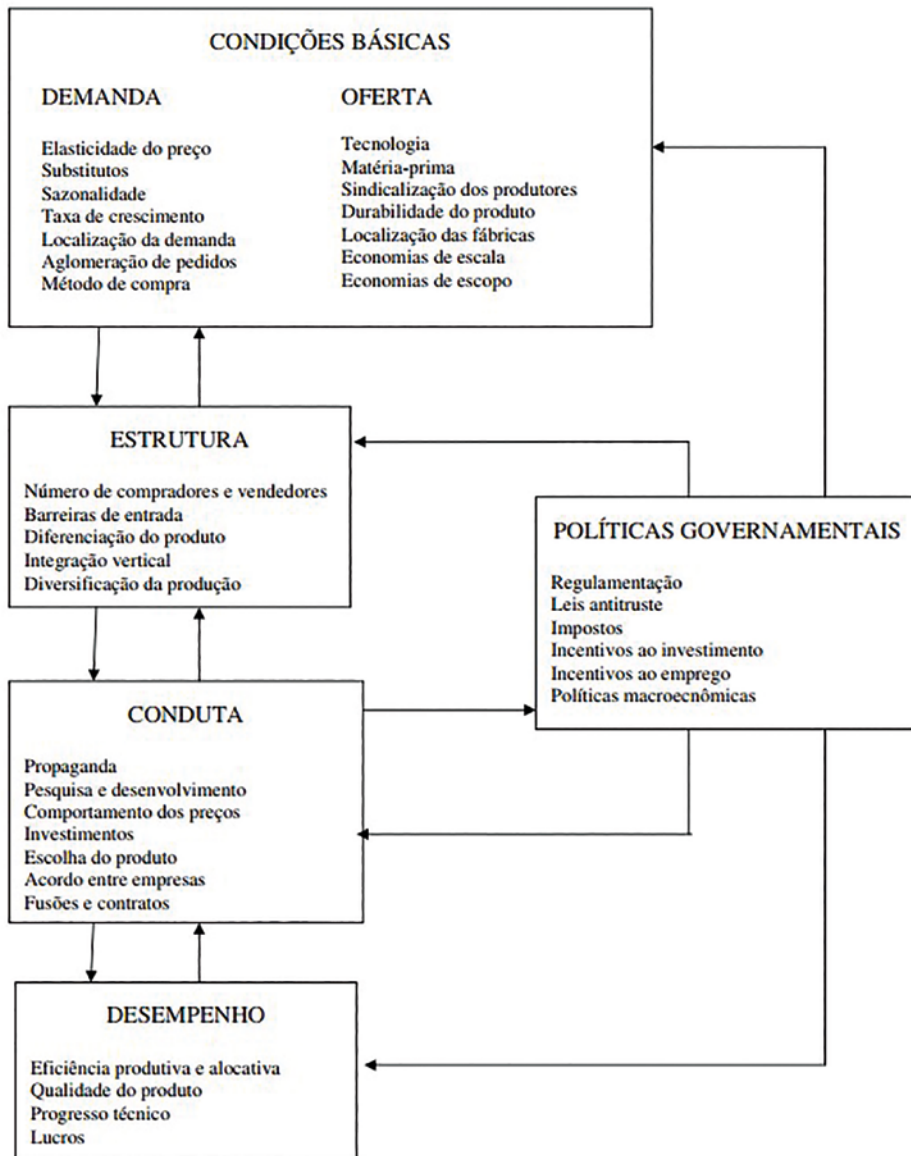 CONDIÇÕES BÁSICAS
DEMANDA
Elasticidade do preço
Substitutos
Sazonalidade
Taxa de crescimento
Localização da demanda
Aglomeração de pedidos
Método de compra
OFERTA
Tecnologia
Matéria-prima
Sindicalização dos produtores
Durabilidade do produto
Localização das fábricas
Economias de escala
Economias de escopo
ESTRUTURA
Número de compradores e vendedores
Barreiras de entrada
Diferenciação do produto
Integração vertical
Diversificação da produção
POLÍTICAS GOVERNAMENTAIS
Regulamentação
Leis antitruste
Impostos
Incentivos ao investimento
Incentivos ao emprego
Políticas macroecnômicas
CONDUTA
Propaganda
Pesquisa e desenvolvimento
Comportamento dos preços
Investimentos
Escolha do produto
Acordo entre empresas
Fusões e contratos
DESEMPENHO
Eficiência produtiva e alocativa
Qualidade do produto
Progresso técnico
Lucros